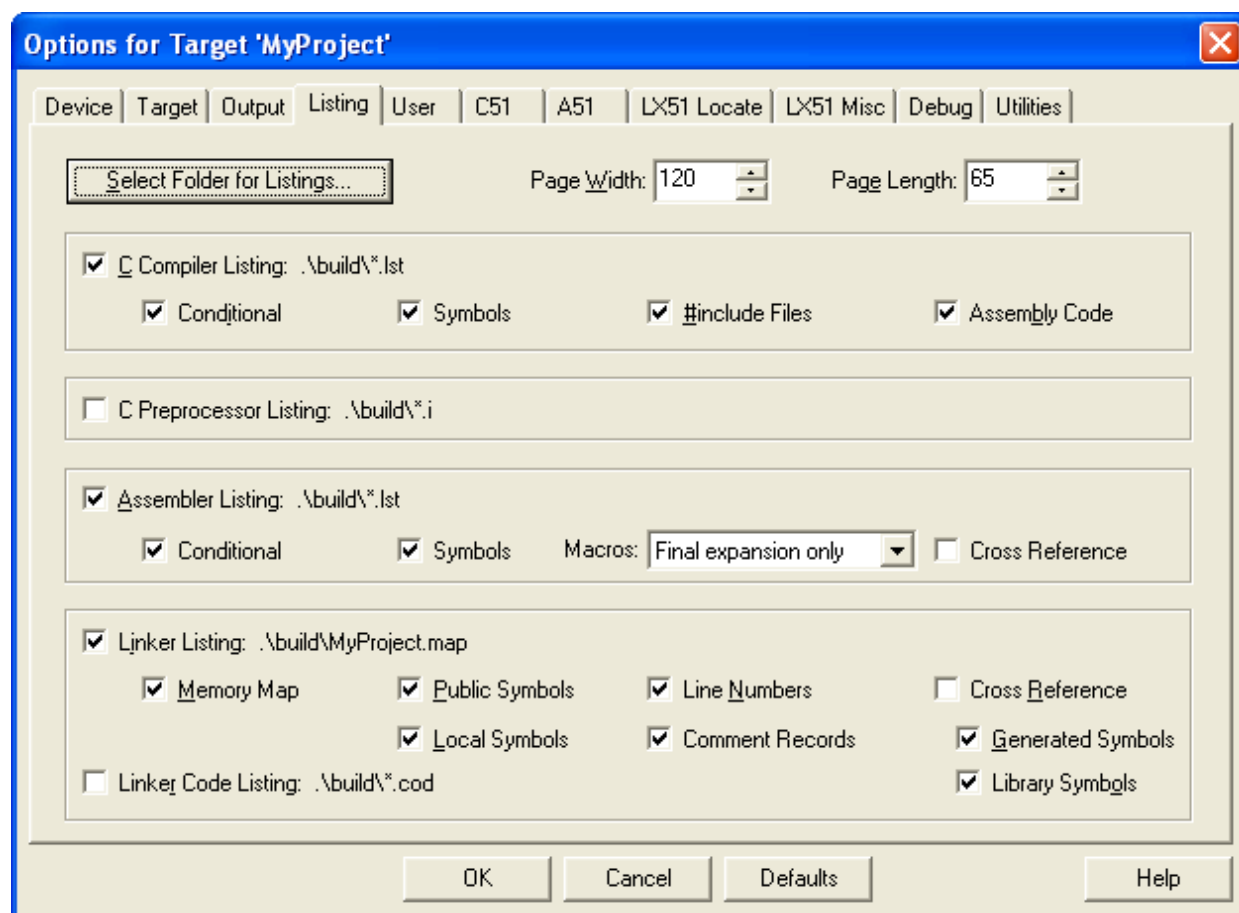 Options for Target 'MyProject'
Device Target Output Listing User C51 A51 LX51 Locate LX51 Misc Debug Utilities
Select Folder for Listings... Page Width: 120 Page Length: 65
C Compiler Listing: .\build\*.lst
Conditional Symbols #include Files Assembly Code
C Preprocessor Listing: .\build\*.i
Assembler Listing: .\build\*.lst
Conditional Symbols Macros: Final expansion only Cross Reference
Linker Listing: .\build\MyProject.map
Memory Map Public Symbols Line Numbers Cross Reference
Local Symbols Comment Records Generated Symbols
Linker Code Listing: .\build\*.cod Library Symbols
OK Cancel Defaults Help